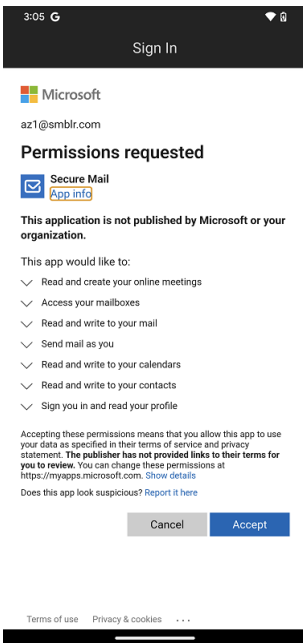 3:05 G
Sign In
Microsoft
az1@smblr.com
Permissions requested
Secure Mail
App info
This application is not published by Microsoft or your
organization.
This app would like to:
Read and create your online meetings
Access your mailboxes
Read and write to your mail
Send mail as you
Read and write to your calendars
Read and write to your contacts
Sign you in and read your profile
Accepting these permissions means that you allow this app to use
your data as specified in their terms of service and privacy
statement. The publisher has not provided links to their terms for
you to review. You can change these permissions at
https://myapps.microsoft.com. Show details
Does this app look suspicious? Report it here
Cancel
Accept
Terms of use Privacy & cookies ...